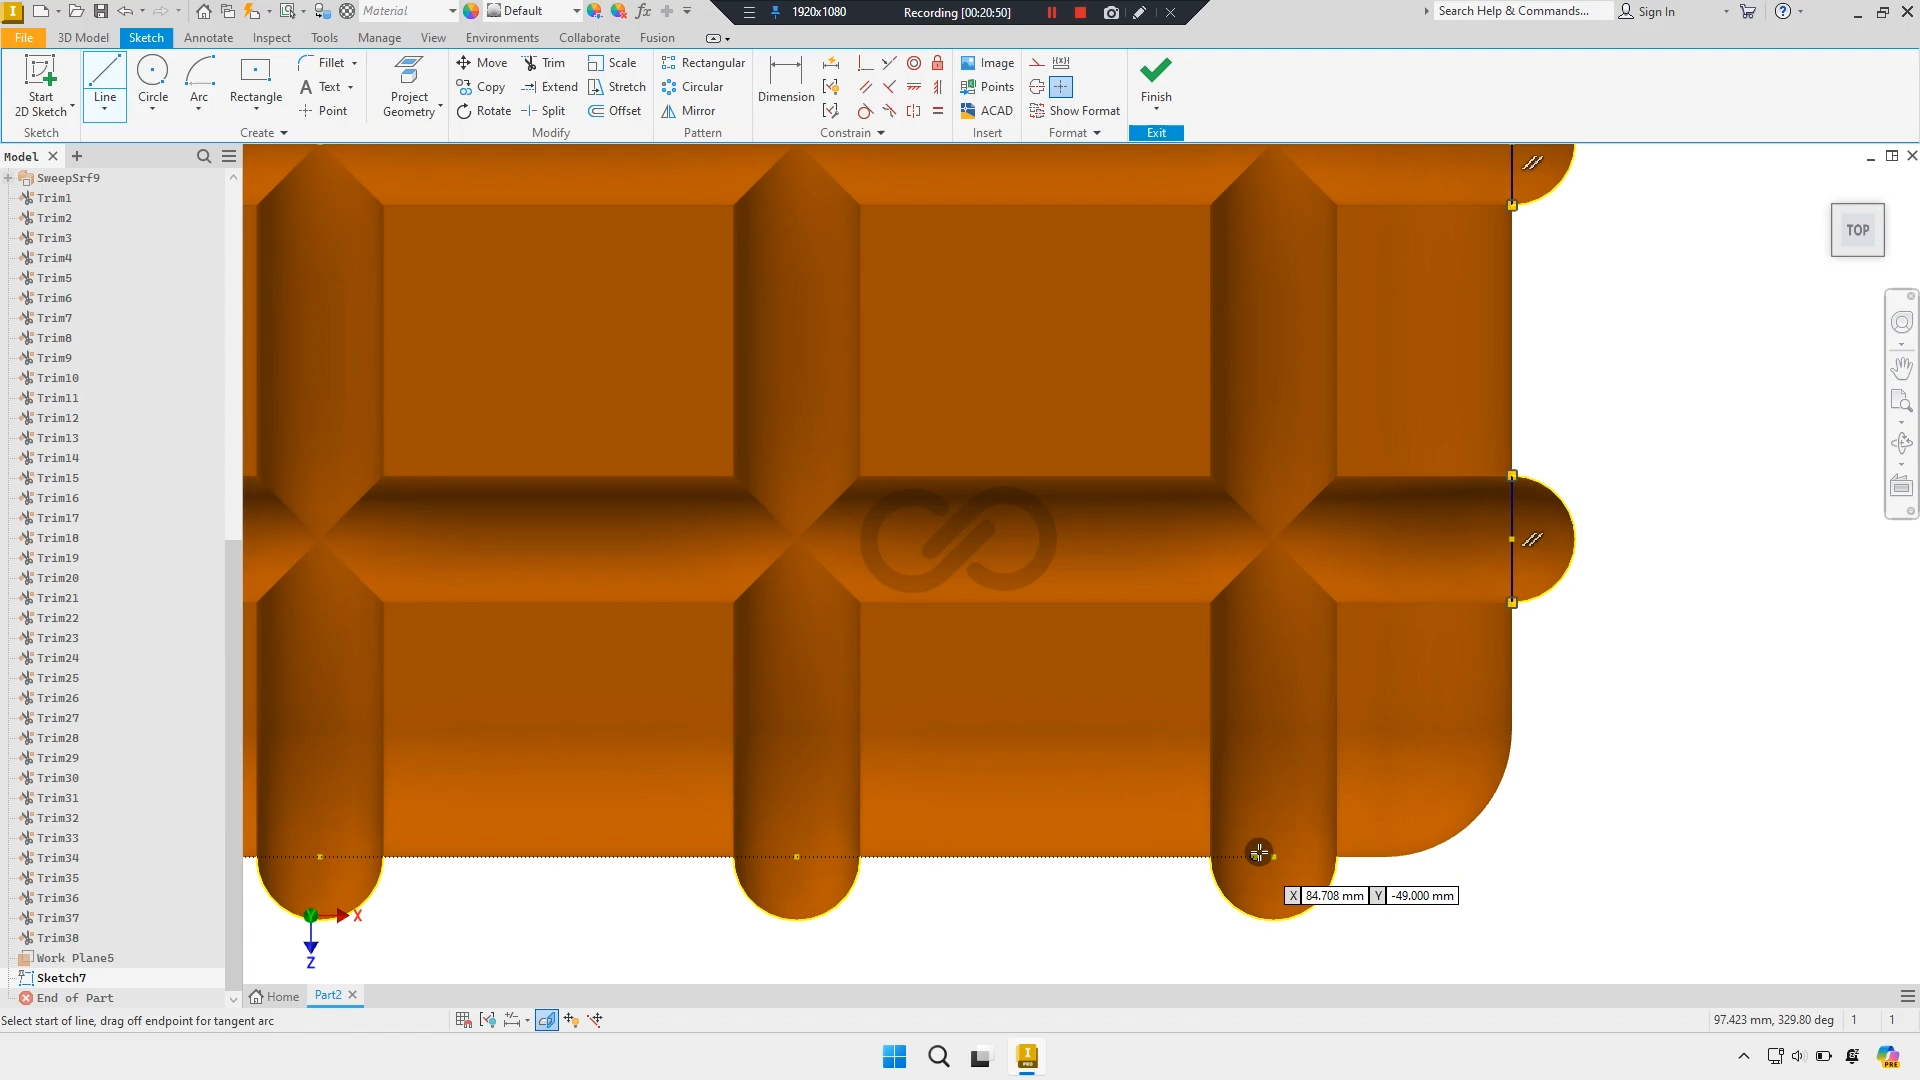 Material
Default
1920x1080
Recording [00:20:50]
Search Help & Commands...
Sign In
File
3D Model
Sketch
Annotate
Inspect
Tools
Manage
View
Environments
Collaborate
Fusion
Start
2D Sketch
Line
Circle
Arc
Rectangle
Fillet
Text
Point
Project
Geometry
Move
Copy
Rotate
Trim
Extend
Split
Scale
Stretch
Offset
Rectangular
Circular
Mirror
Dimension
Image
Points
ACAD
Show Format
Finish
Sketch
Create
Modify
Pattern
Constrain
Insert
Format
Exit
Model
SweepSrf9
Trim1
Trim2
Trim3
Trim4
Trim5
Trim6
Trim7
Trim8
Trim9
Trim10
Trim11
Trim12
Trim13
Trim14
Trim15
Trim16
Trim17
Trim18
Trim19
Trim20
Trim21
Trim22
Trim23
Trim24
Trim25
Trim26
Trim27
Trim28
Trim29
Trim30
Trim31
Trim32
Trim33
Trim34
Trim35
Trim36
Trim37
Trim38
Work Plane5
Sketch7
End of Part
TOP
X 84.708 mm Y -49.000 mm
X
Y
Z
Home
Part2
Select start of line, drag off endpoint for tangent arc
97.423 mm, 329.80 deg 1 1